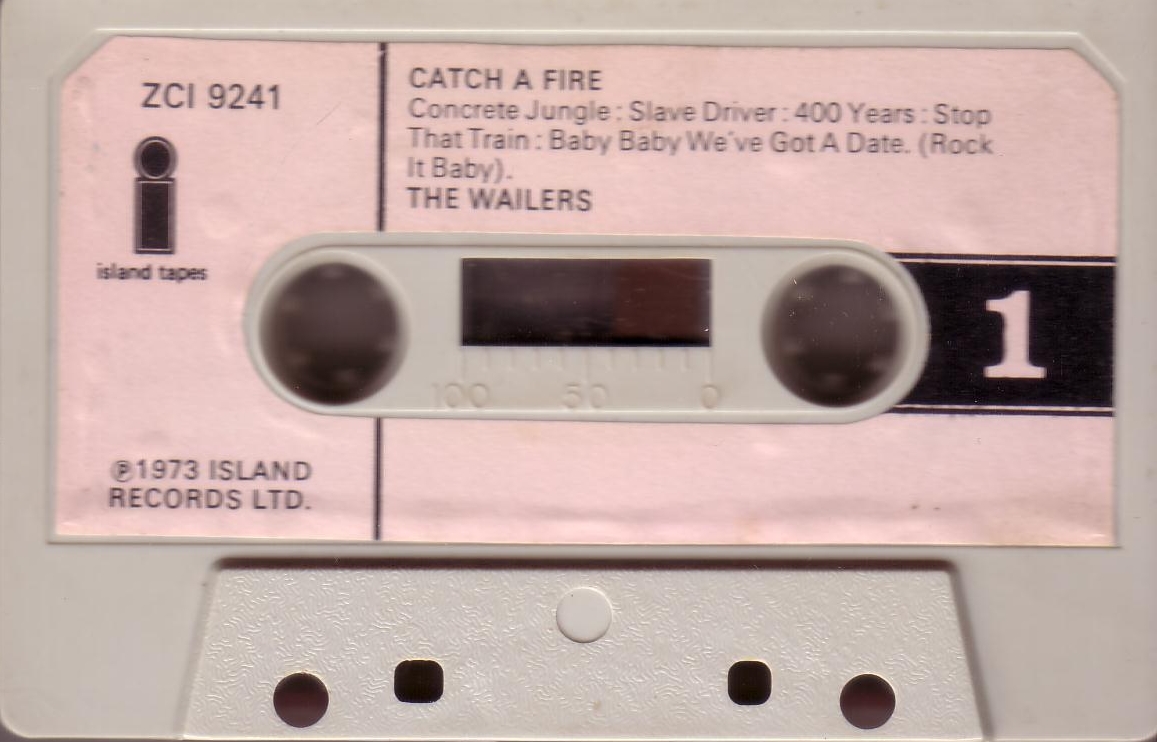 ZCI 9241
island tapes
CATCH A FIRE
Concrete Jungle : Slave Driver : 400 Years : Stop
That Train : Baby Baby We've Got A Date. (Rock
It Baby).
THE WAILERS
100 50 0
1
℗1973 ISLAND
RECORDS LTD.